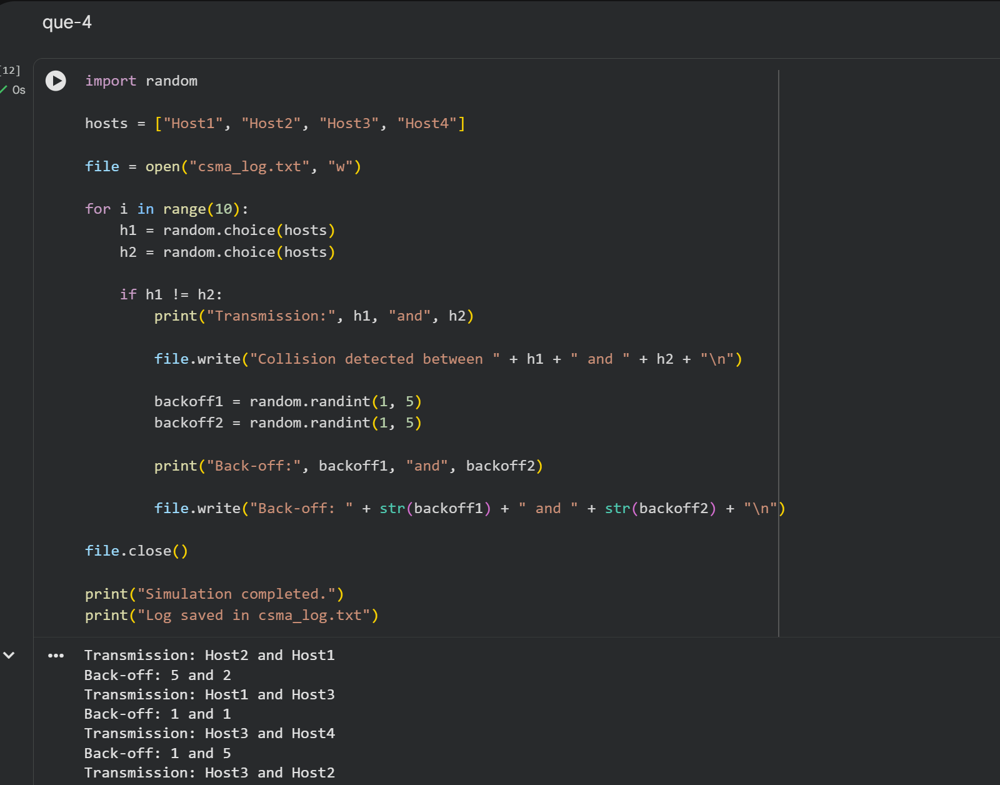 que-4
[12]
0s
import random
hosts = ["Host1", "Host2", "Host3", "Host4"]
file = open("csma_log.txt", "w")
for i in range(10):
    h1 = random.choice(hosts)
    h2 = random.choice(hosts)
    if h1 != h2:
        print("Transmission:", h1, "and", h2)
        file.write("Collision detected between " + h1 + " and " + h2 + "\n")
        backoff1 = random.randint(1, 5)
        backoff2 = random.randint(1, 5)
        print("Back-off:", backoff1, "and", backoff2)
        file.write("Back-off: " + str(backoff1) + " and " + str(backoff2) + "\n")
file.close()
print("Simulation completed.")
print("Log saved in csma_log.txt")
Transmission: Host2 and Host1
Back-off: 5 and 2
Transmission: Host1 and Host3
Back-off: 1 and 1
Transmission: Host3 and Host4
Back-off: 1 and 5
Transmission: Host3 and Host2